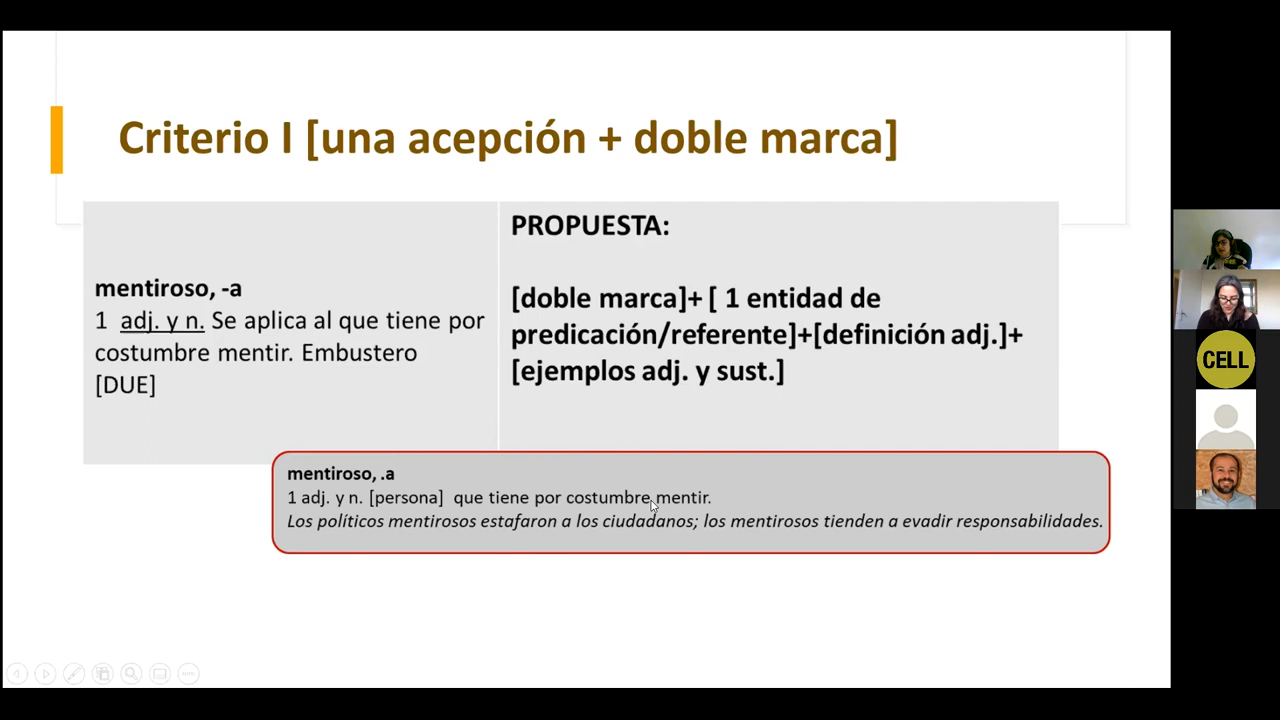 Criterio I [una acepción + doble marca]
mentiroso, -a
1 adj. y n. Se aplica al que tiene por
costumbre mentir. Embustero
[DUE]
PROPUESTA:
[doble marca]+ [ 1 entidad de
predicación/referente]+[definición adj.]+
[ejemplos adj. y sust.]
mentiroso, .a
1 adj. y n. [persona] que tiene por costumbre mentir.
Los políticos mentirosos estafaron a los ciudadanos; los mentirosos tienden a evadir responsabilidades.
CELL